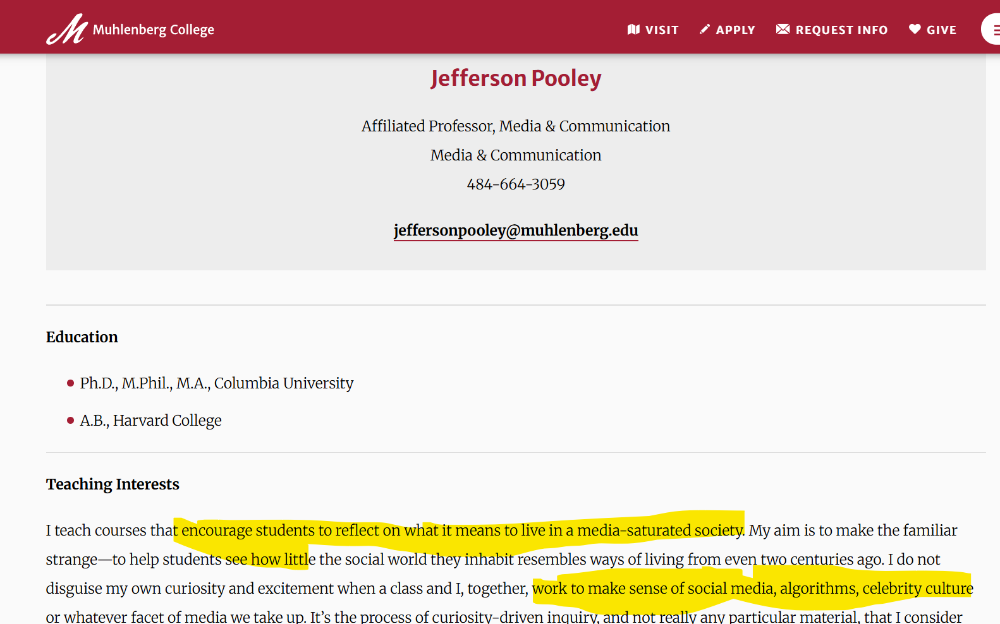 Muhlenberg College
VISIT APPLY REQUEST INFO GIVE
Jefferson Pooley
Affiliated Professor, Media & Communication
Media & Communication
484-664-3059
jeffersonpooley@muhlenberg.edu
Education
Ph.D., M.Phil., M.A., Columbia University
A.B., Harvard College
Teaching Interests
I teach courses that encourage students to reflect on what it means to live in a media-saturated society. My aim is to make the familiar
strange—to help students see how little the social world they inhabit resembles ways of living from even two centuries ago. I do not
disguise my own curiosity and excitement when a class and I, together, work to make sense of social media, algorithms, celebrity culture
or whatever facet of media we take up. It’s the process of curiosity-driven inquiry, and not really any particular material, that I consider